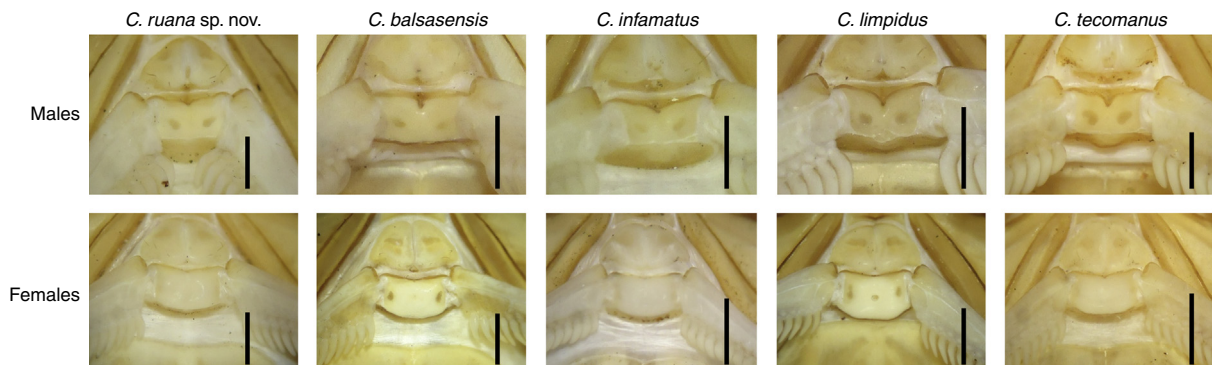 C. ruana sp. nov. C. balsasensis C. infamatus C. limpidus C. tecomanus
Males
Females